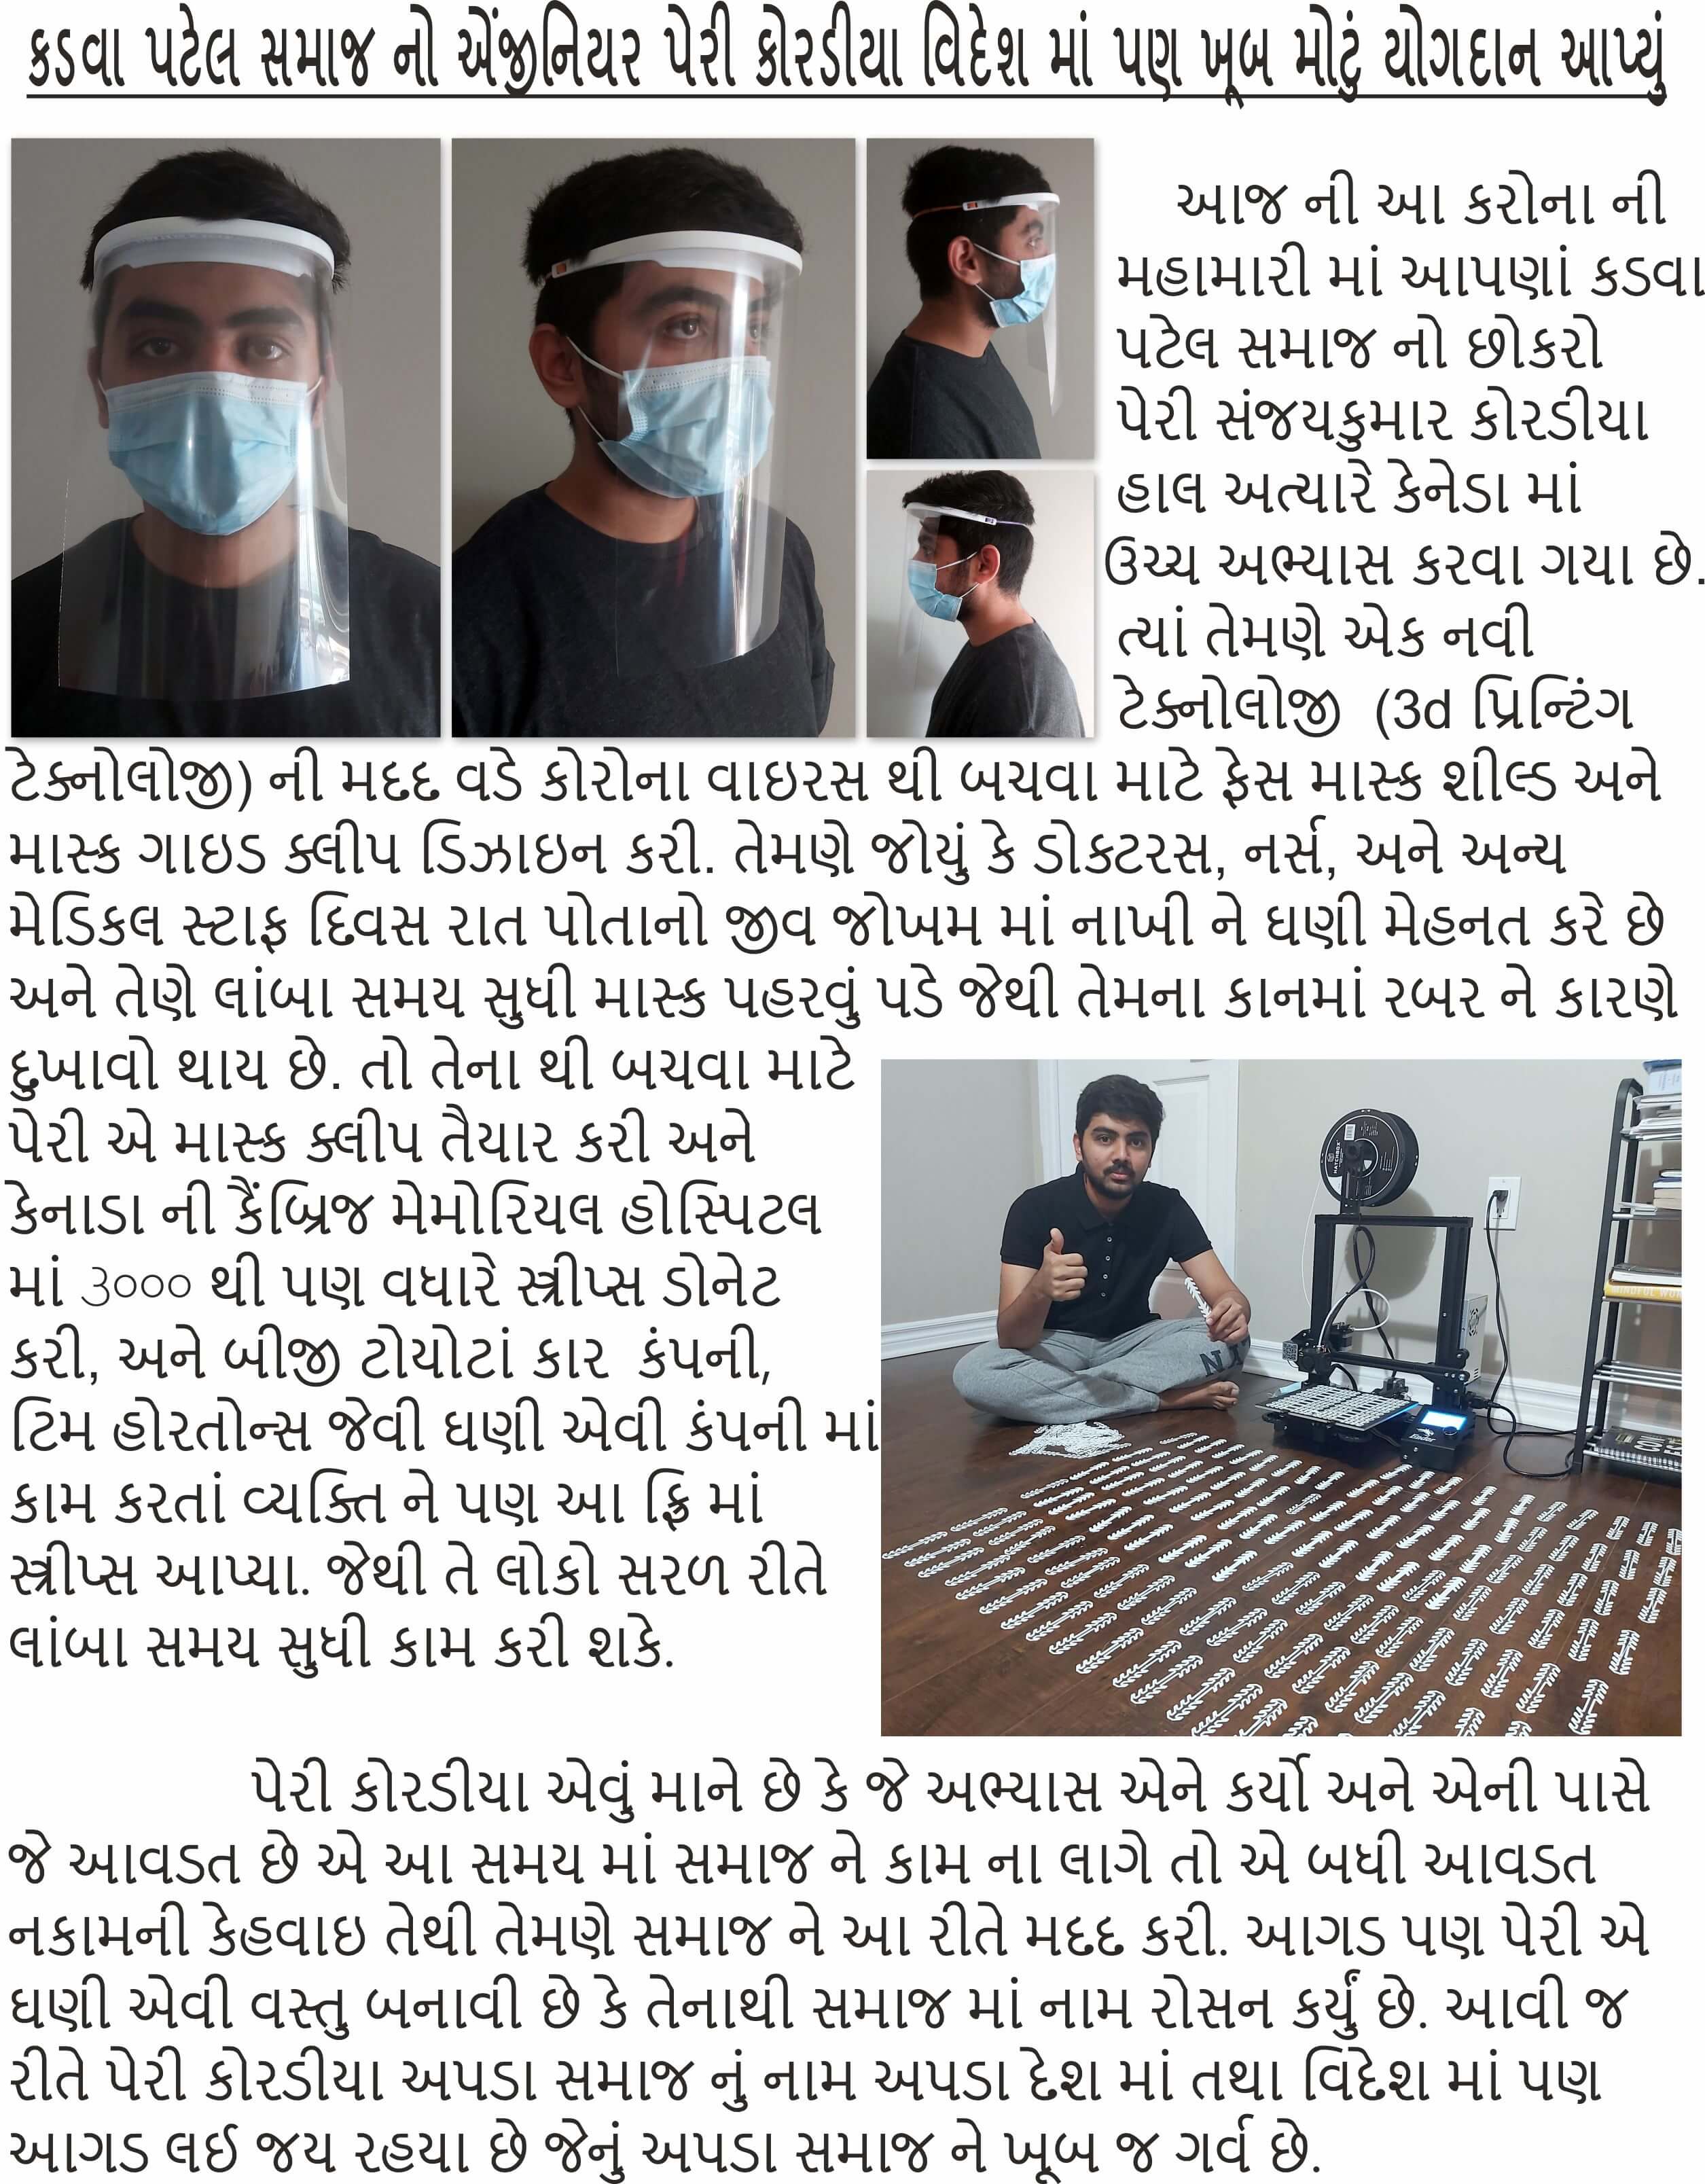 કડવા પટેલ સમાજ નો એંજીનિયર પેરી કોરડીયા વિદેશ માં પણ ખૂબ મોટું યોગદાન આપ્યું
આજ ની આ કરોના ની
મહામારી માં આપણાં કડવા
પટેલ સમાજ નો છોકરો
પેરી સંજયકુમાર કોરડીયા
હાલ અત્યારે કેનેડા માં
ઉચ્ચ અભ્યાસ કરવા ગયા છે.
ત્યાં તેમણે એક નવી
ટેક્નોલોજી (3d પ્રિન્ટિંગ
ટેક્નોલોજી) ની મદદ વડે કોરોના વાઇરસ થી બચવા માટે ફેસ માસ્ક શીલ્ડ અને
માસ્ક ગાઇડ ક્લીપ ડિઝાઇન કરી. તેમણે જોયું કે ડોક્ટરસ, નર્સ, અને અન્ય
મેડિકલ સ્ટાફ દિવસ રાત પોતાનો જીવ જોખમ માં નાખી ને ઘણી મેહનત કરે છે
અને તેણે લાંબા સમય સુધી માસ્ક પહરવું પડે જેથી તેમના કાનમાં રબર ને કારણે
દુખાવો થાય છે. તો તેના થી બચવા માટે
પેરી એ માસ્ક ક્લીપ તૈયાર કરી અને
કેનાડા ની કૈંબ્રિજ મેમોરિયલ હોસ્પિટલ
માં ૩૦૦૦ થી પણ વધારે સ્ત્રીપ્સ ડોનેટ
કરી, અને બીજી ટોયોટાં કાર કંપની,
ટિમ હોરતોન્સ જેવી ઘણી એવી કંપની માં
કામ કરતાં વ્યક્તિ ને પણ આ ફ્રિ માં
સ્ત્રીપ્સ આપ્યા. જેથી તે લોકો સરળ રીતે
લાંબા સમય સુધી કામ કરી શકે.
પેરી કોરડીયા એવું માને છે કે જે અભ્યાસ એને કર્યો અને એની પાસે
જે આવડત છે એ આ સમય માં સમાજ ને કામ ના લાગે તો એ બધી આવડત
નકામની કેહવાઇ તેથી તેમણે સમાજ ને આ રીતે મદદ કરી. આગડ પણ પેરી એ
ઘણી એવી વસ્તુ બનાવી છે કે તેનાથી સમાજ માં નામ રોસન કર્યું છે. આવી જ
રીતે પેરી કોરડીયા અપડા સમાજ નું નામ અપડા દેશ માં તથા વિદેશ માં પણ
આગડ લઈ જય રહયા છે જેનું અપડા સમાજ ને ખૂબ જ ગર્વ છે.